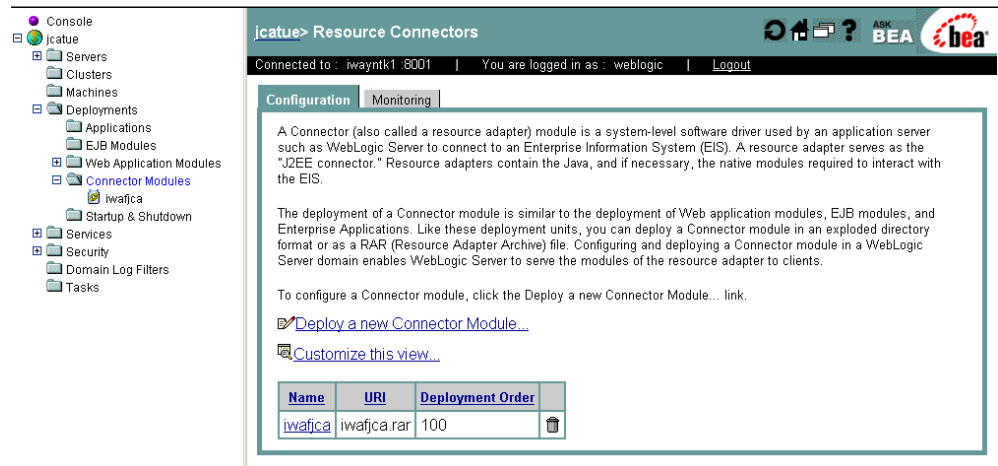 Console
jcatue
Servers
Clusters
Machines
Deployments
Applications
EJB Modules
Web Application Modules
Connector Modules
iwafjca
Startup & Shutdown
Services
Security
Domain Log Filters
Tasks
jcatue> Resource Connectors
? ASK BEA bea
Connected to : iwayntk1 :8001 | You are logged in as : weblogic | Logout
Configuration Monitoring
A Connector (also called a resource adapter) module is a system-level software driver used by an application server
such as WebLogic Server to connect to an Enterprise Information System (EIS). A resource adapter serves as the
"J2EE connector." Resource adapters contain the Java, and if necessary, the native modules required to interact with
the EIS.
The deployment of a Connector module is similar to the deployment of Web application modules, EJB modules, and
Enterprise Applications. Like these deployment units, you can deploy a Connector module in an exploded directory
format or as a RAR (Resource Adapter Archive) file. Configuring and deploying a Connector module in a WebLogic
Server domain enables WebLogic Server to serve the modules of the resource adapter to clients.
To configure a Connector module, click the Deploy a new Connector Module... link.
Deploy a new Connector Module...
Customize this view...
Name URI Deployment Order
iwafjca iwafjca.rar 100